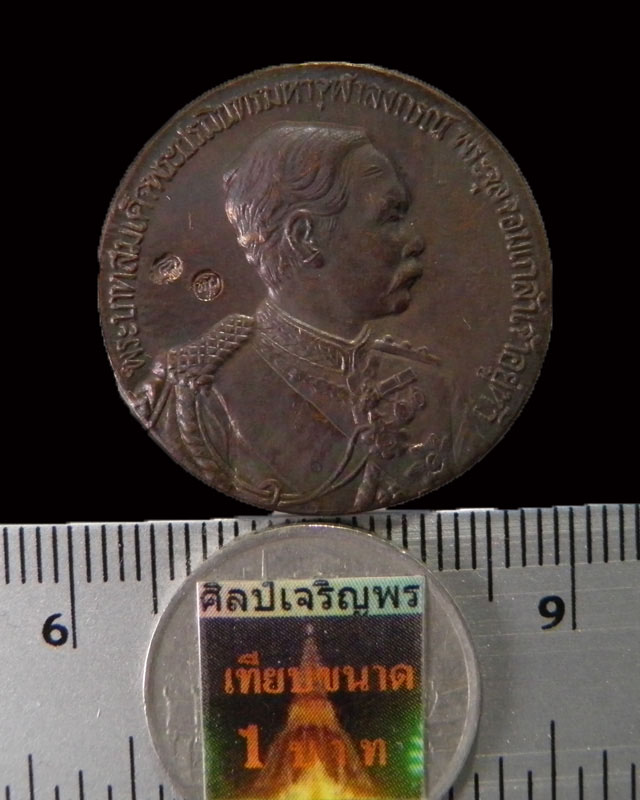 พระบาทสมเด็จพระปรมินทรมหาจุฬาลงกรณ์ พระจุลจอมเกล้าเจ้าอยู่หัว
6
9
ศิลป์เจริญพร
เทียบขนาด
1 บาท